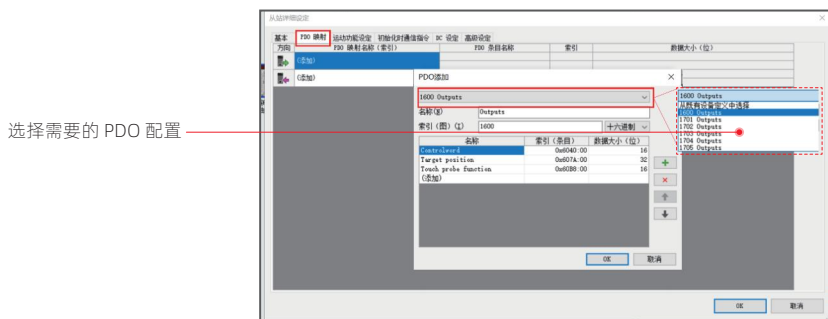 从站详细设定
基本 PDO 映射 运动功能设定 初始化时通信指令 DC 设定 高级设定
方向 PDO 映射名称 (索引) PDO 条目名称 索引 数据大小 (位)
(添加)
(添加)
PDO添加
1600 Outputs
名称(N) Outputs
索引 (图) (I) 1600 十六进制
名称 索引 (条目) 数据大小 (位)
Controlword 0x6040:00 16
Target position 0x607A:00 32
Touch probe function 0x60B8:00 16
(添加)
OK 取消
1600 Outputs
从既有设备定义中选择
1600 Outputs
1701 Outputs
1702 Outputs
1703 Outputs
1704 Outputs
1705 Outputs
选择需要的 PDO 配置
OK 取消